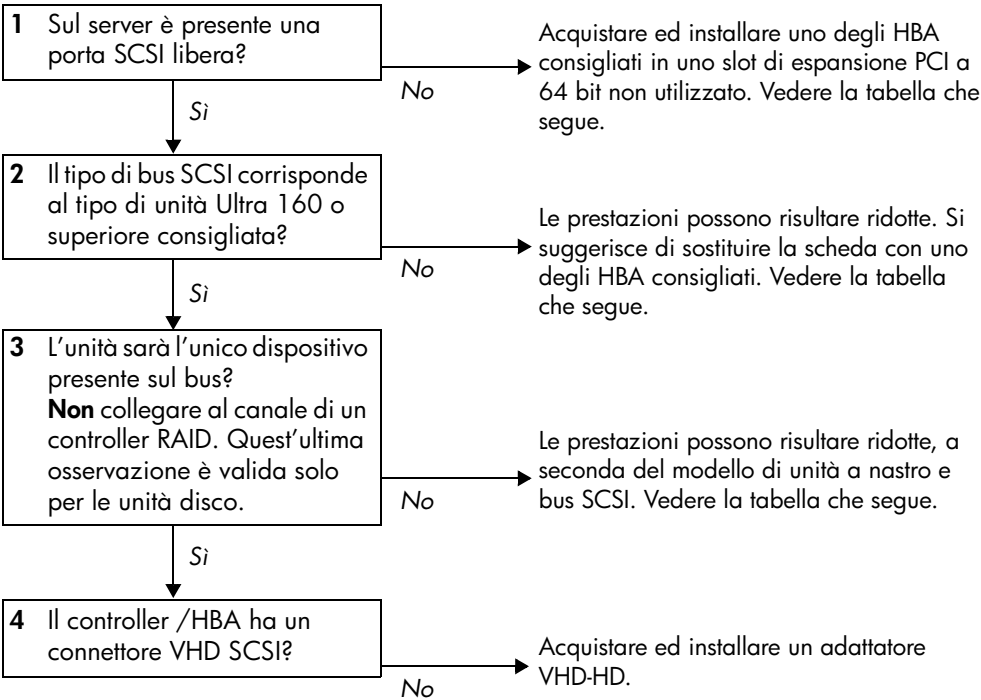 1 Sul server è presente una
porta SCSI libera?
No
Acquistare ed installare uno degli HBA
consigliati in uno slot di espansione PCI a
64 bit non utilizzato. Vedere la tabella che
segue.
Sì
2 Il tipo di bus SCSI corrisponde
al tipo di unità Ultra 160 o
superiore consigliata?
No
Le prestazioni possono risultare ridotte. Si
suggerisce di sostituire la scheda con uno
degli HBA consigliati. Vedere la tabella
che segue.
Sì
3 L'unità sarà l'unico dispositivo
presente sul bus?
Non collegare al canale di un
controller RAID. Quest'ultima
osservazione è valida solo
per le unità disco.
No
Le prestazioni possono risultare ridotte, a
seconda del modello di unità a nastro e
bus SCSI. Vedere la tabella che segue.
Sì
4 Il controller /HBA ha un
connettore VHD SCSI?
No
Acquistare ed installare un adattatore
VHD-HD.